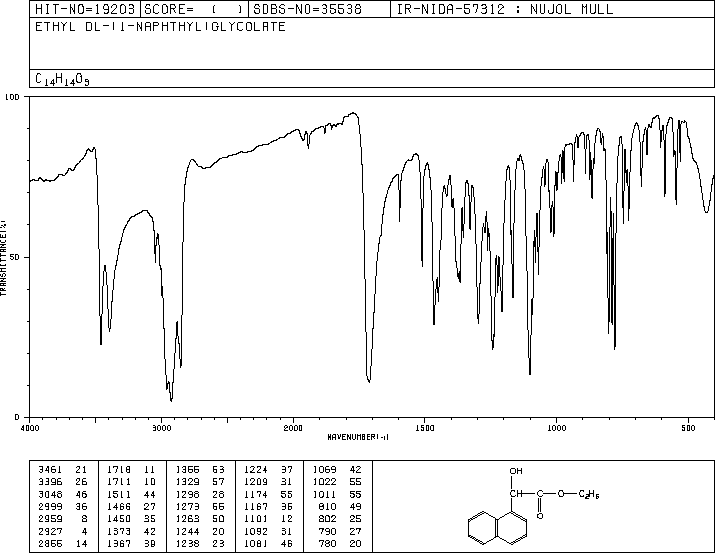 HIT-NO=19203 SCORE= ( ) SDBS-NO=35538 IR-NIDA-57312 : NUJOL MULL
ETHYL DL-(1-NAPHTHYL)GLYCOLATE
C14H14O3
100
50
0
TRANSMITTANCE(%)
4000 3000 2000 1500 1000 500
WAVENUMBER(-1)
3461 21 1718 11 1366 63 1224 37 1069 42
3396 26 1711 10 1329 57 1209 31 1022 55
3048 46 1511 44 1298 28 1174 55 1011 55
2999 36 1466 27 1273 55 1167 36 810 49
2959 8 1450 35 1263 50 1101 12 802 25
2927 4 1373 42 1244 20 1092 31 790 27
2855 14 1367 39 1238 23 1081 46 780 20
OH
CH—C—O—C2H5
O